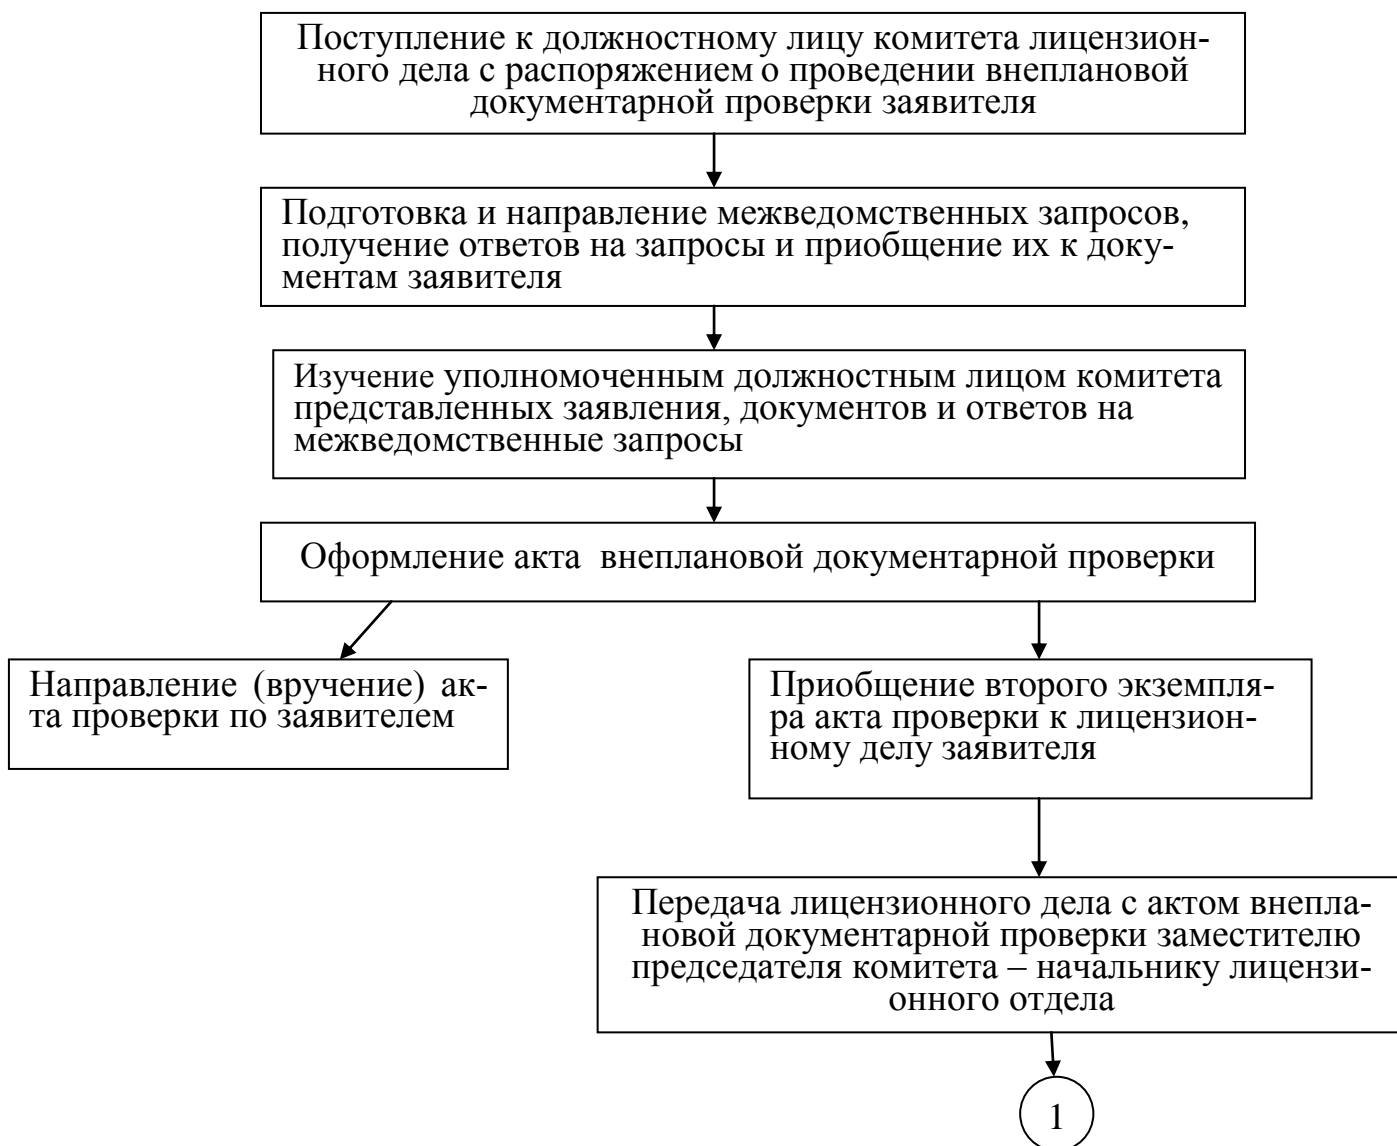 Поступление к должностному лицу комитета лицензион-
ного дела с распоряжением о проведении внеплановой
документарной проверки заявителя
Подготовка и направление межведомственных запросов,
получение ответов на запросы и приобщение их к доку-
ментам заявителя
Изучение уполномоченным должностным лицом комитета
представленных заявления, документов и ответов на
межведомственные запросы
Оформление акта  внеплановой документарной проверки
Направление (вручение) ак-
та проверки по заявителем
Приобщение второго экземпля-
ра акта проверки к лицензион-
ному делу заявителя
Передача лицензионного дела с актом внепла-
новой документарной проверки заместителю
председателя комитета – начальнику лицензи-
онного отдела
1